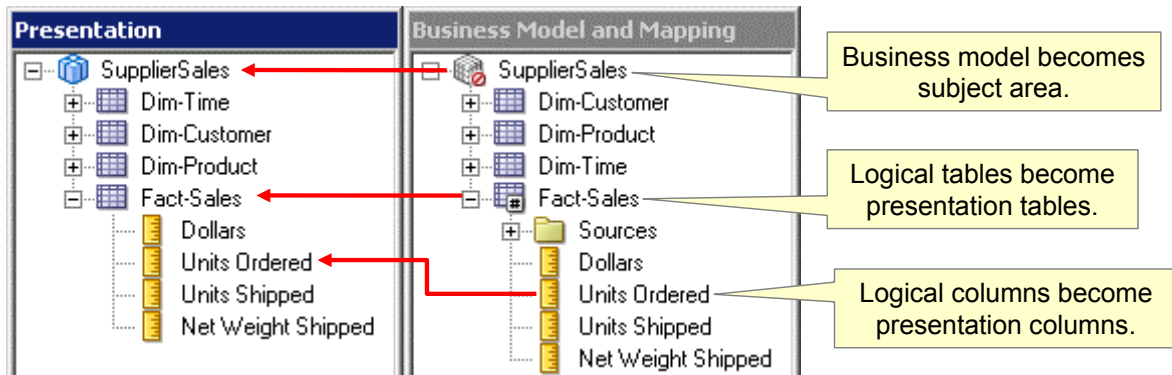 Presentation
SupplierSales
Dim-Time
Dim-Customer
Dim-Product
Fact-Sales
Dollars
Units Ordered
Units Shipped
Net Weight Shipped
Business Model and Mapping
SupplierSales
Dim-Customer
Dim-Product
Dim-Time
Fact-Sales
Sources
Dollars
Units Ordered
Units Shipped
Net Weight Shipped
Business model becomes
subject area.
Logical tables become
presentation tables.
Logical columns become
presentation columns.